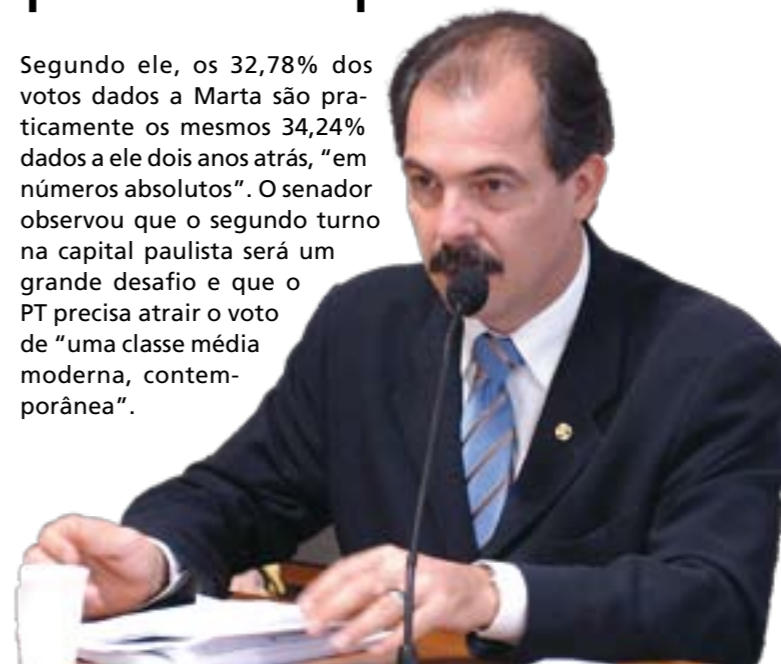 Segundo ele, os 32,78% dos
votos dados a Marta são pra-
ticamente os mesmos 34,24%
dados a ele dois anos atrás, “em
números absolutos”. O senador
observou que o segundo turno
na capital paulista será um
grande desafio e que o
PT precisa atrair o voto
de “uma classe média
moderna, contem-
porânea”.